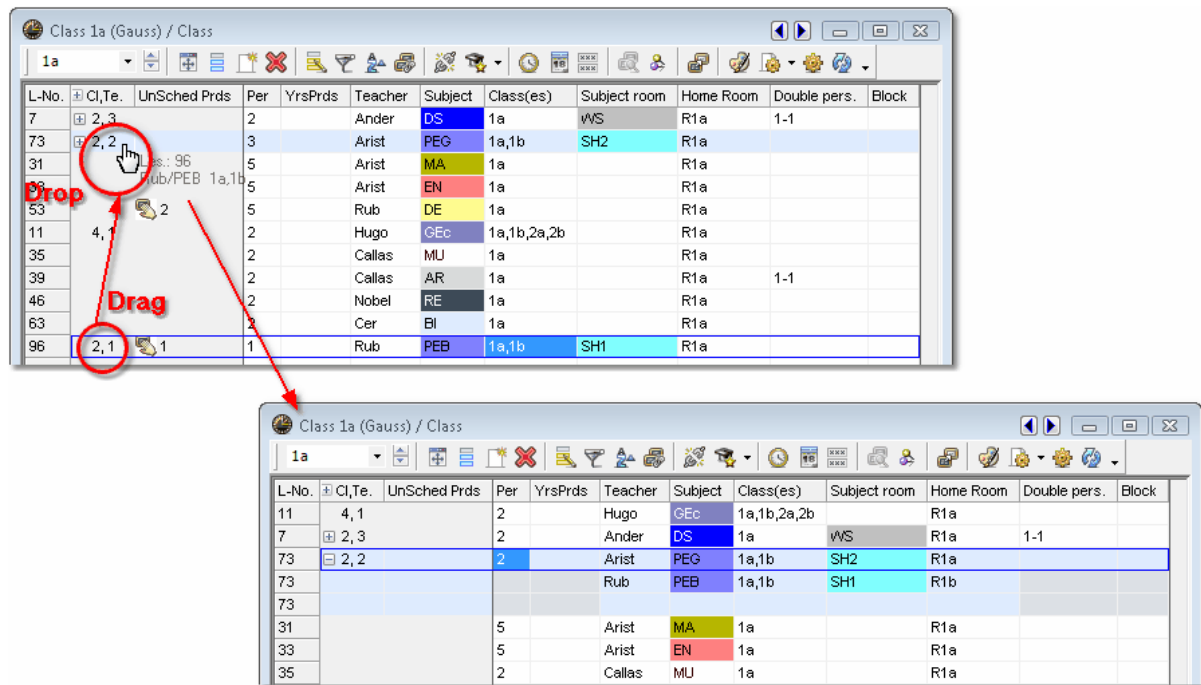 Class 1a (Gauss) / Class
1a
L-No. Cl,Te. UnSched Prds Per YrsPrds Teacher Subject Class(es) Subject room Home Room Double pers. Block
7 2, 3 2 Ander DS 1a WS R1a 1-1
73 2, 2 3 Arist PEG 1a,1b SH2 R1a
Les.: 96
31 5 Arist MA 1a R1a
Rub/PEB 1a,1b
33 5 Arist EN 1a R1a
Drop
53 2 5 Rub DE 1a R1a
11 4, 1 2 Hugo GEc 1a,1b,2a,2b R1a
35 2 Callas MU 1a R1a
39 2 Callas AR 1a R1a 1-1
46 2 Nobel RE 1a R1a
Drag
63 2 Cer BI 1a R1a
96 2, 1 1 1 Rub PEB 1a,1b SH1 R1a
Class 1a (Gauss) / Class
1a
L-No. Cl,Te. UnSched Prds Per YrsPrds Teacher Subject Class(es) Subject room Home Room Double pers. Block
11 4, 1 2 Hugo GEc 1a,1b,2a,2b R1a
7 2, 3 2 Ander DS 1a WS R1a 1-1
73 2, 2 2 Arist PEG 1a,1b SH2 R1a
73 Rub PEB 1a,1b SH1 R1b
73
31 5 Arist MA 1a R1a
33 5 Arist EN 1a R1a
35 2 Callas MU 1a R1a